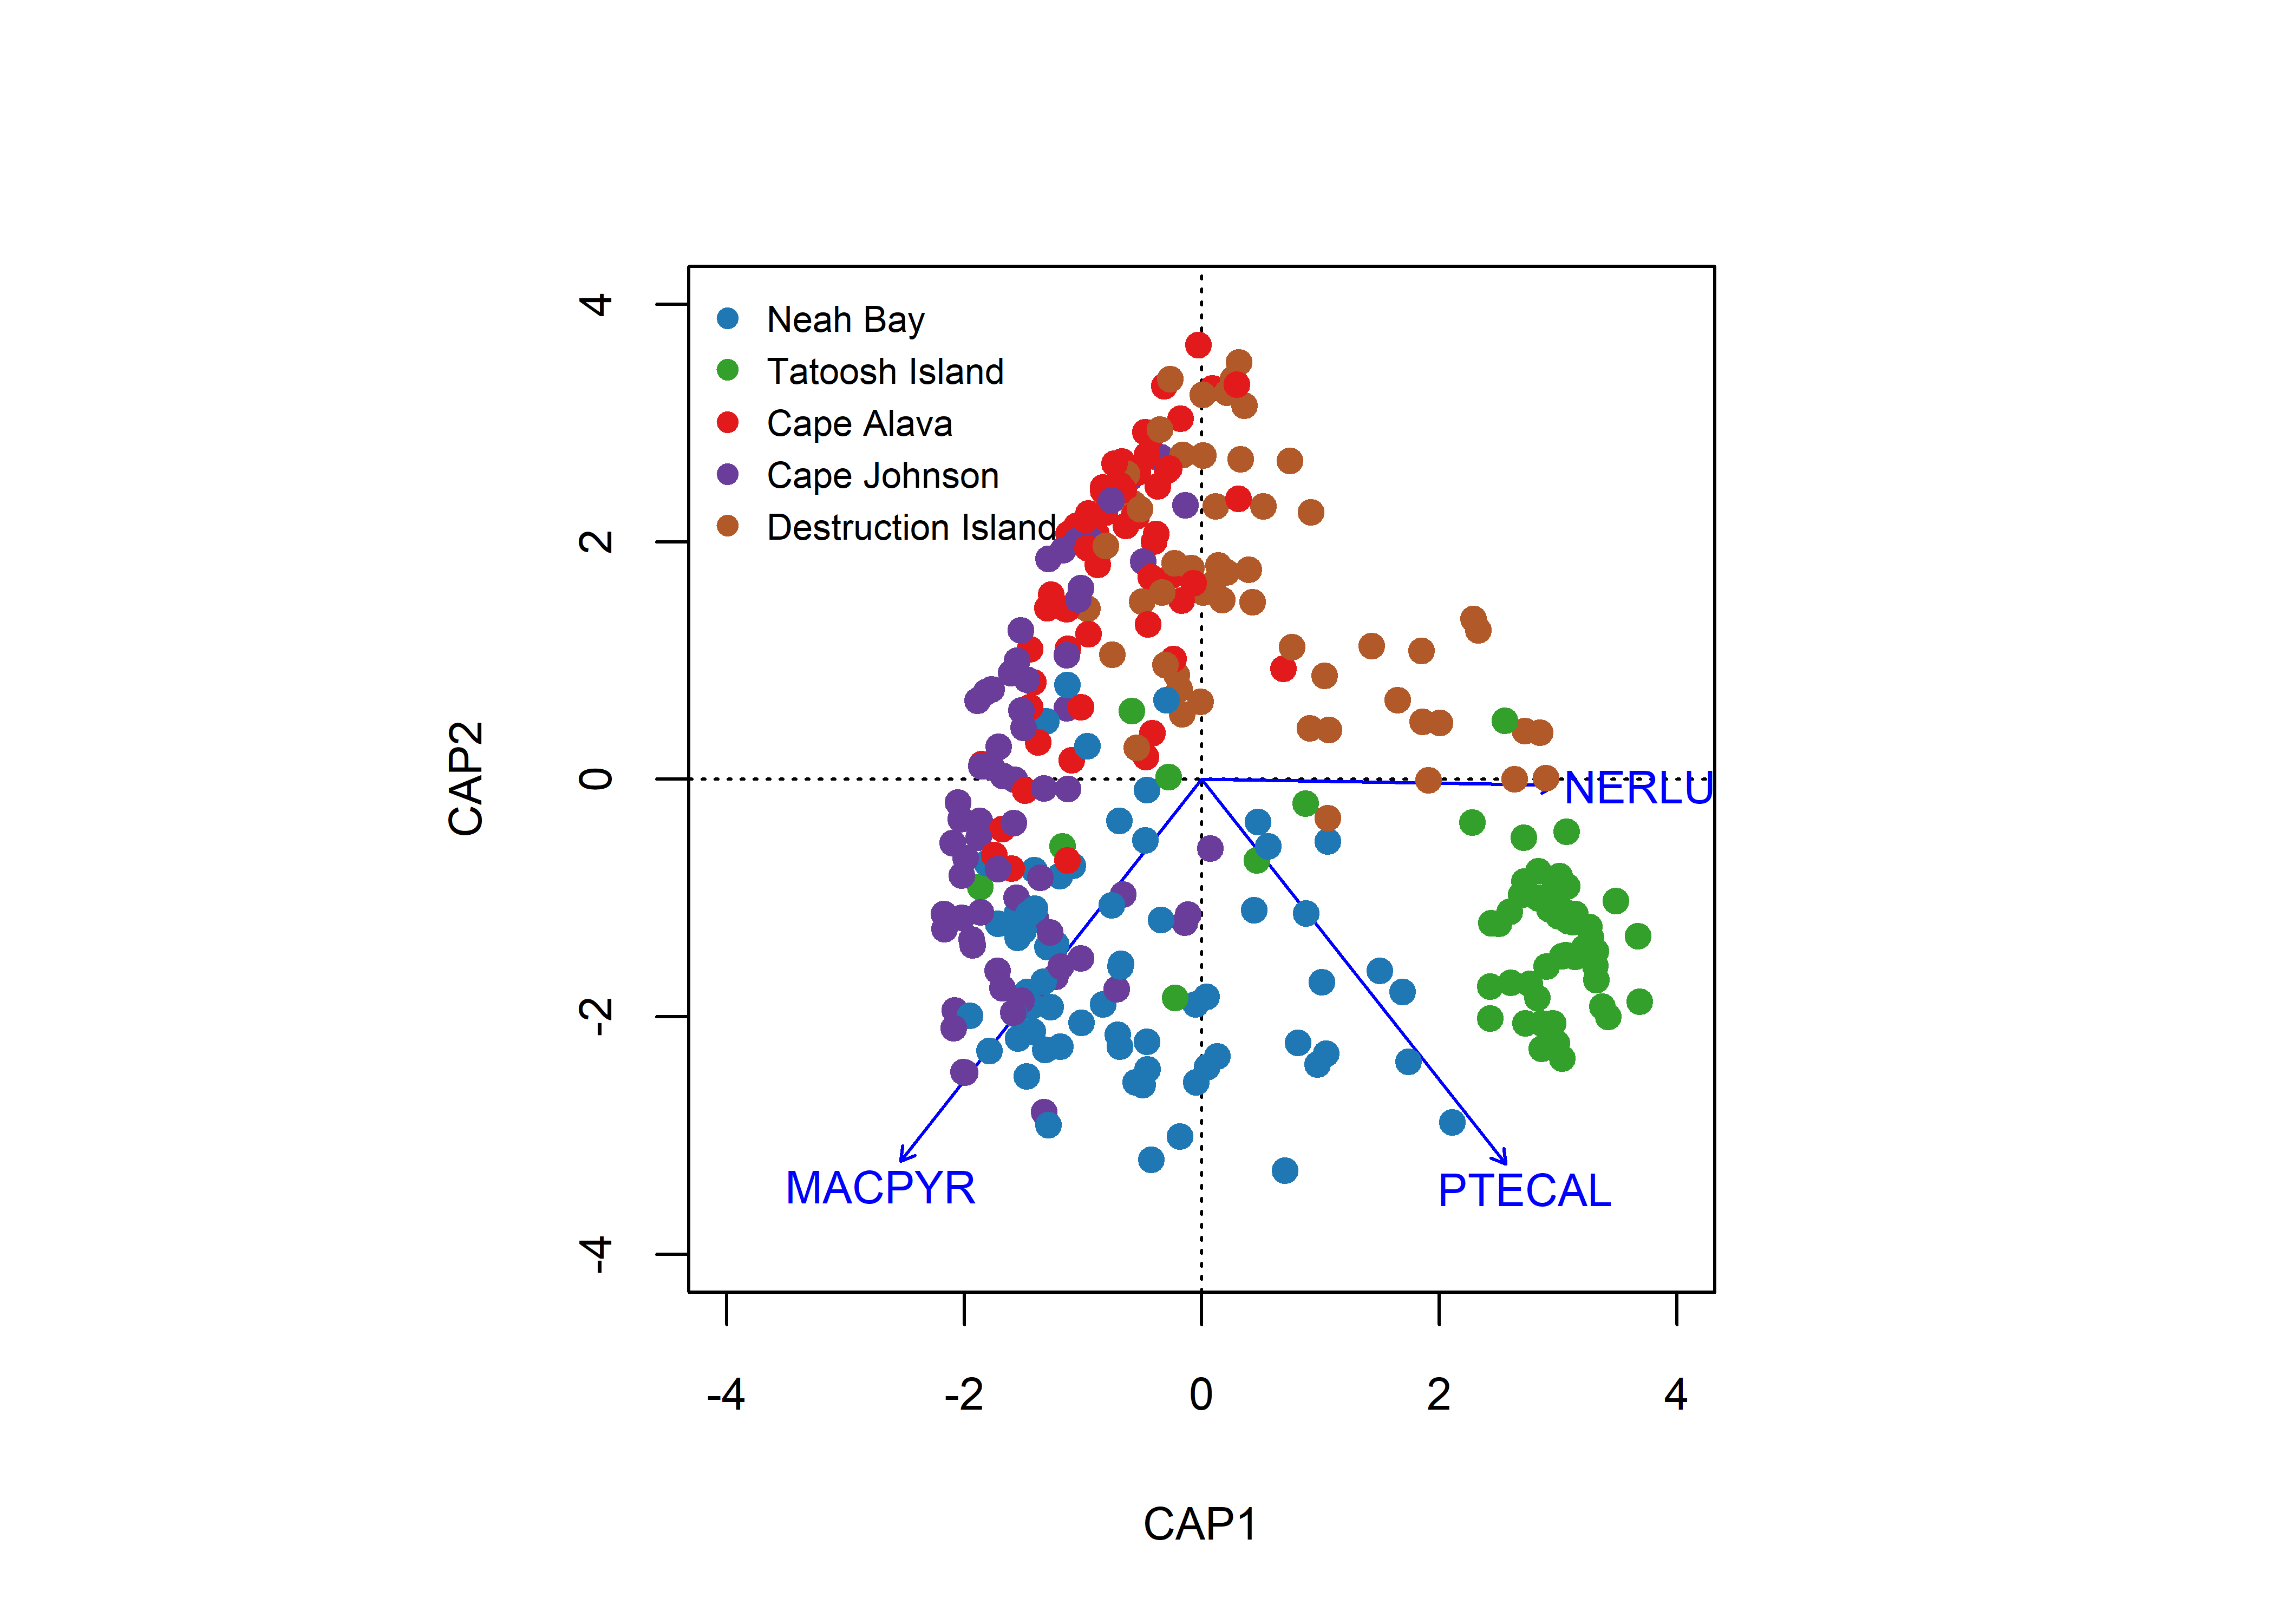 4
2
0
-2
-4
CAP2
Neah Bay
Tatoosh Island
Cape Alava
Cape Johnson
Destruction Island
NERLU
MACPYR
PTECAL
-4
-2
0
2
4
CAP1